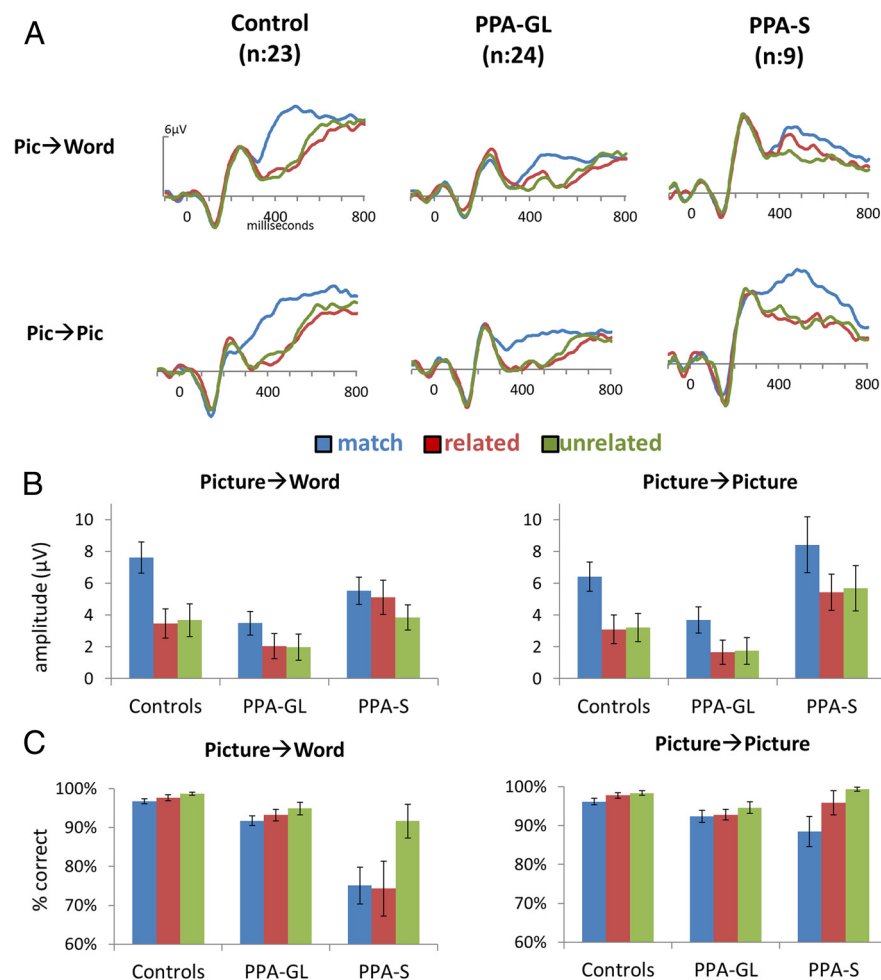 A
Control
(n:23)
PPA-GL
(n:24)
PPA-S
(n:9)
Pic→Word
6µV
0 400 800
milliseconds
0 400 800
0 400 800
Pic→Pic
0 400 800
0 400 800
0 400 800
match related unrelated
B
Picture→Word
Picture→Picture
amplitude (µV)
10
8
6
4
2
0
Controls PPA-GL PPA-S
10
8
6
4
2
0
Controls PPA-GL PPA-S
C
Picture→Word
Picture→Picture
% correct
100%
90%
80%
70%
60%
Controls PPA-GL PPA-S
100%
90%
80%
70%
60%
Controls PPA-GL PPA-S